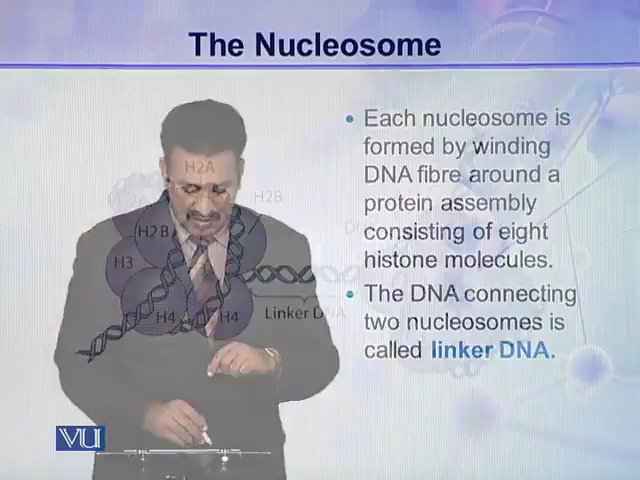 The Nucleosome
• Each nucleosome is
formed by winding
DNA fibre around a
protein assembly
consisting of eight
histone molecules.
• The DNA connecting
two nucleosomes is
called linker DNA.
H2A
H2B
H2B
H3
H4
H4
Linker DNA
VU